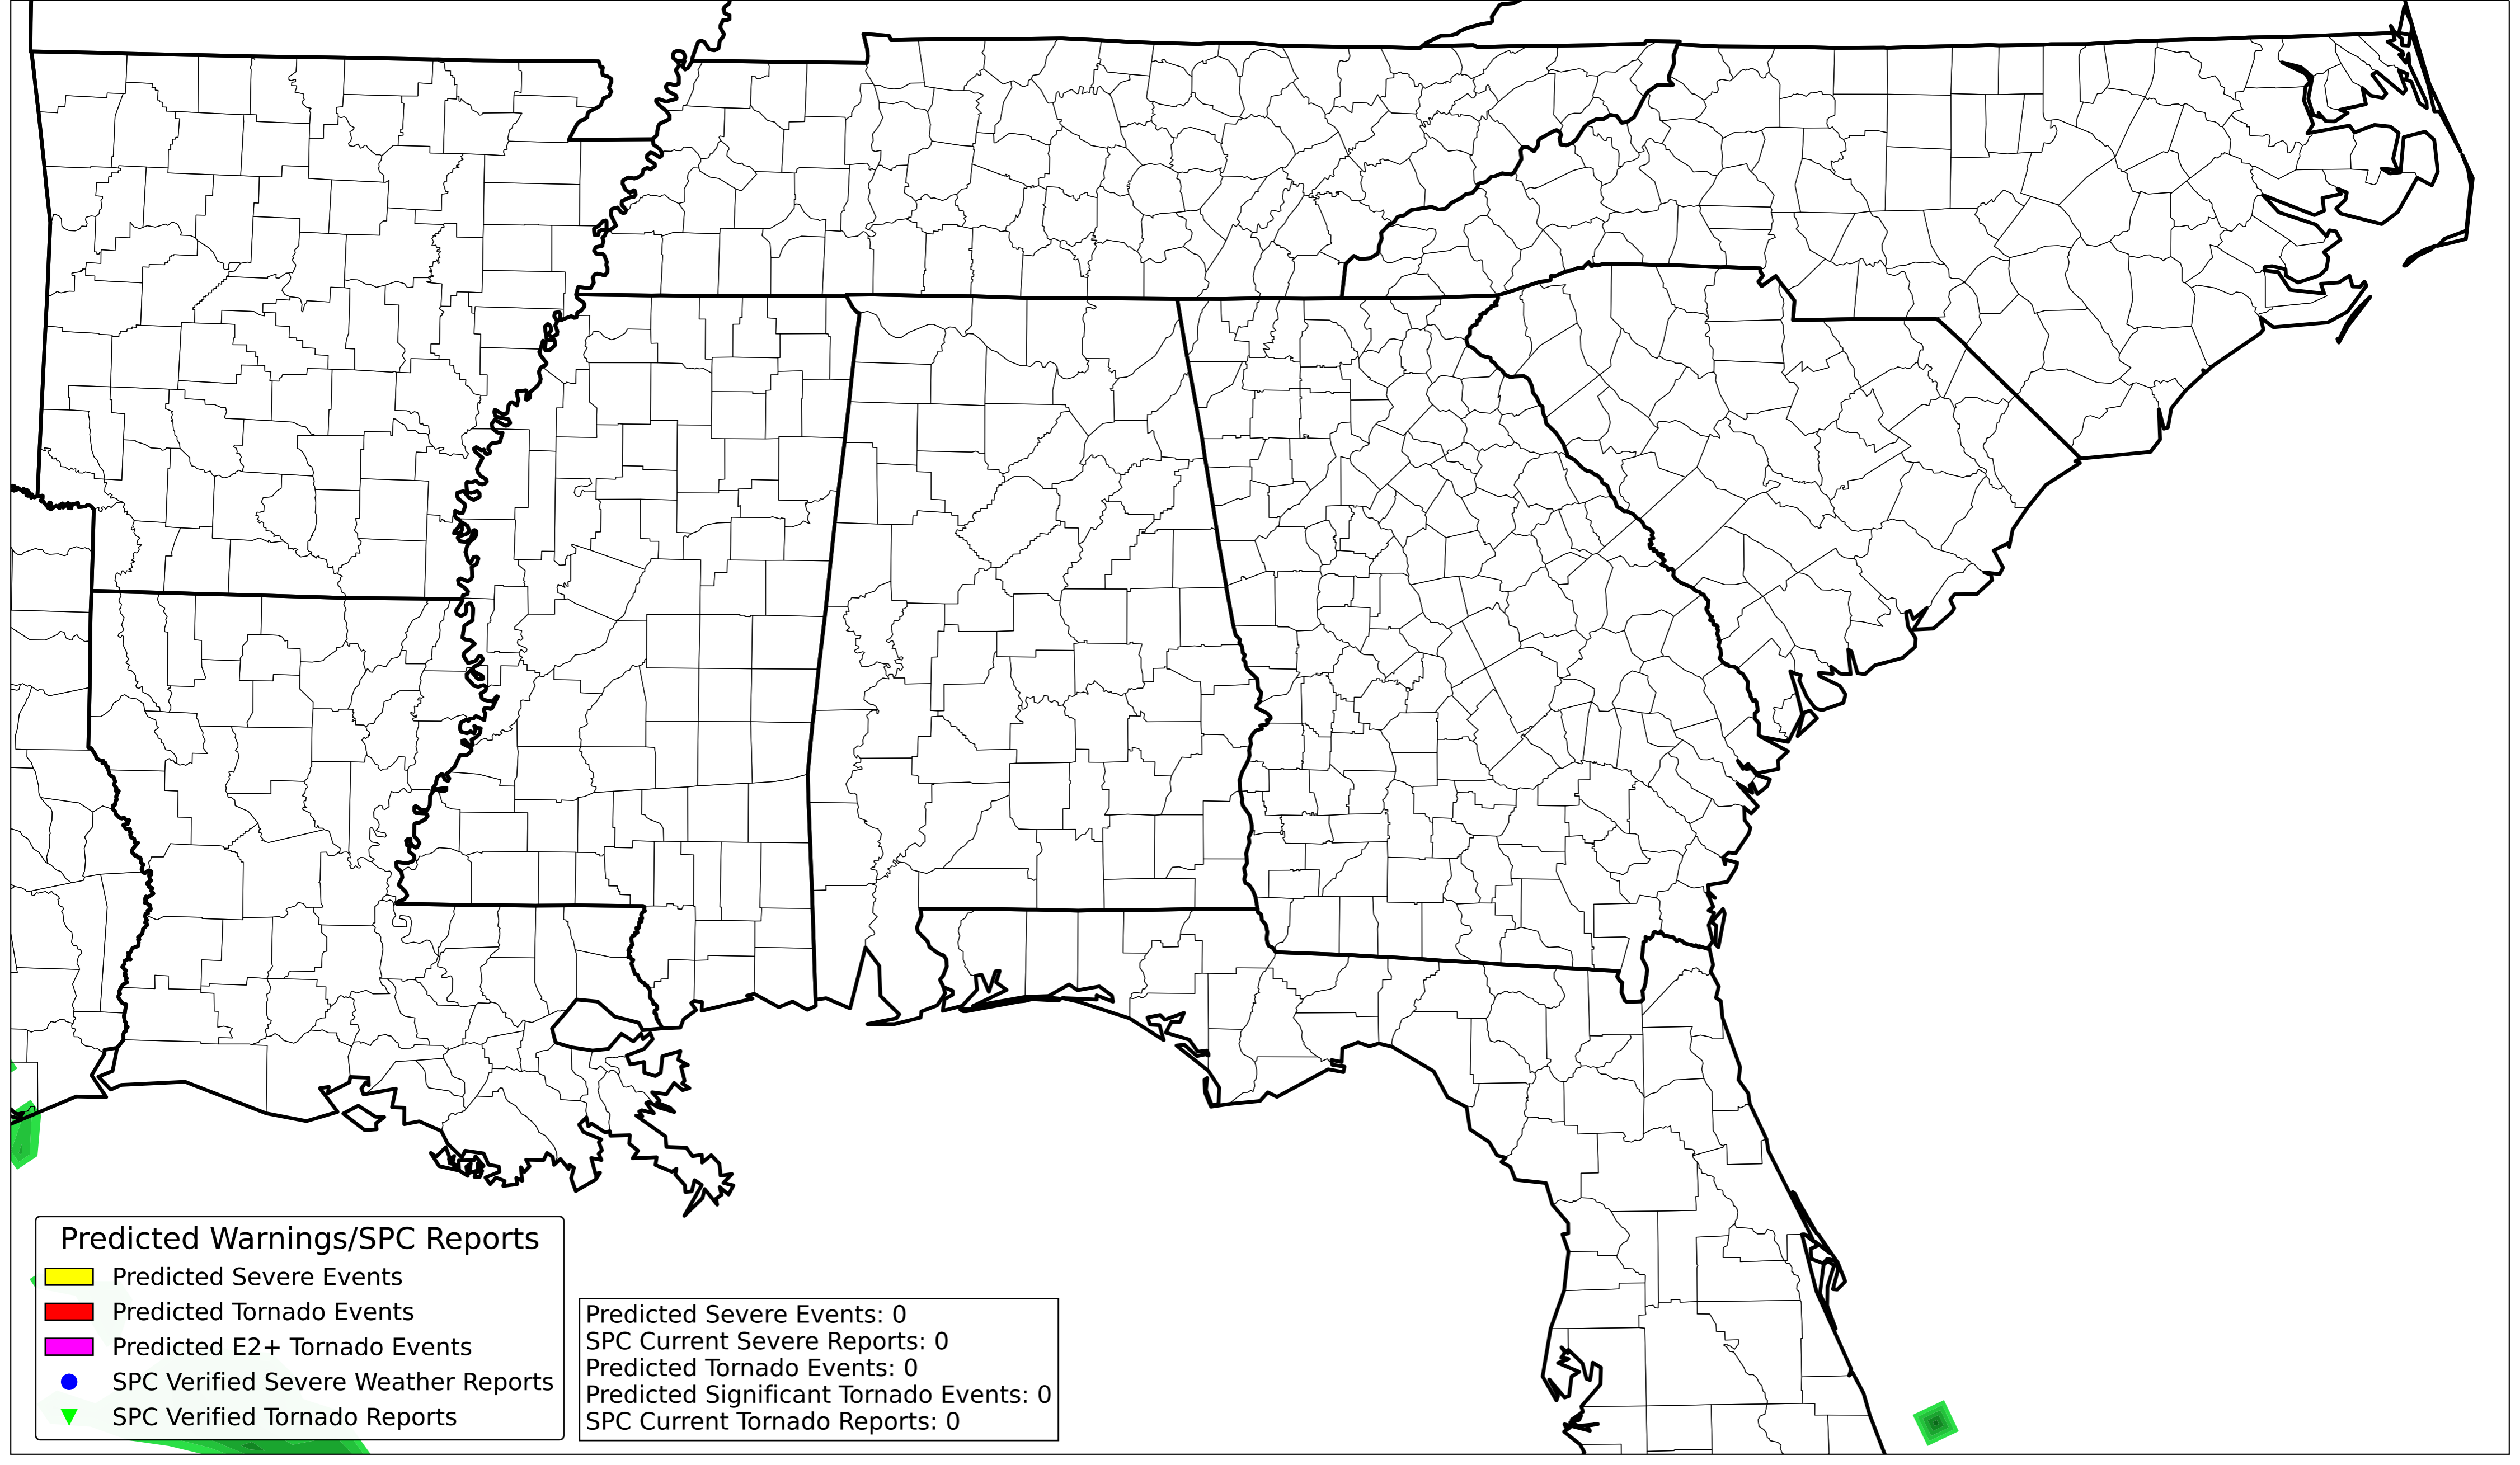 Predicted Warnings/SPC Reports
Predicted Severe Events
Predicted Tornado Events
Predicted E2+ Tornado Events
SPC Verified Severe Weather Reports
SPC Verified Tornado Reports
Predicted Severe Events: 0
SPC Current Severe Reports: 0
Predicted Tornado Events: 0
Predicted Significant Tornado Events: 0
SPC Current Tornado Reports: 0